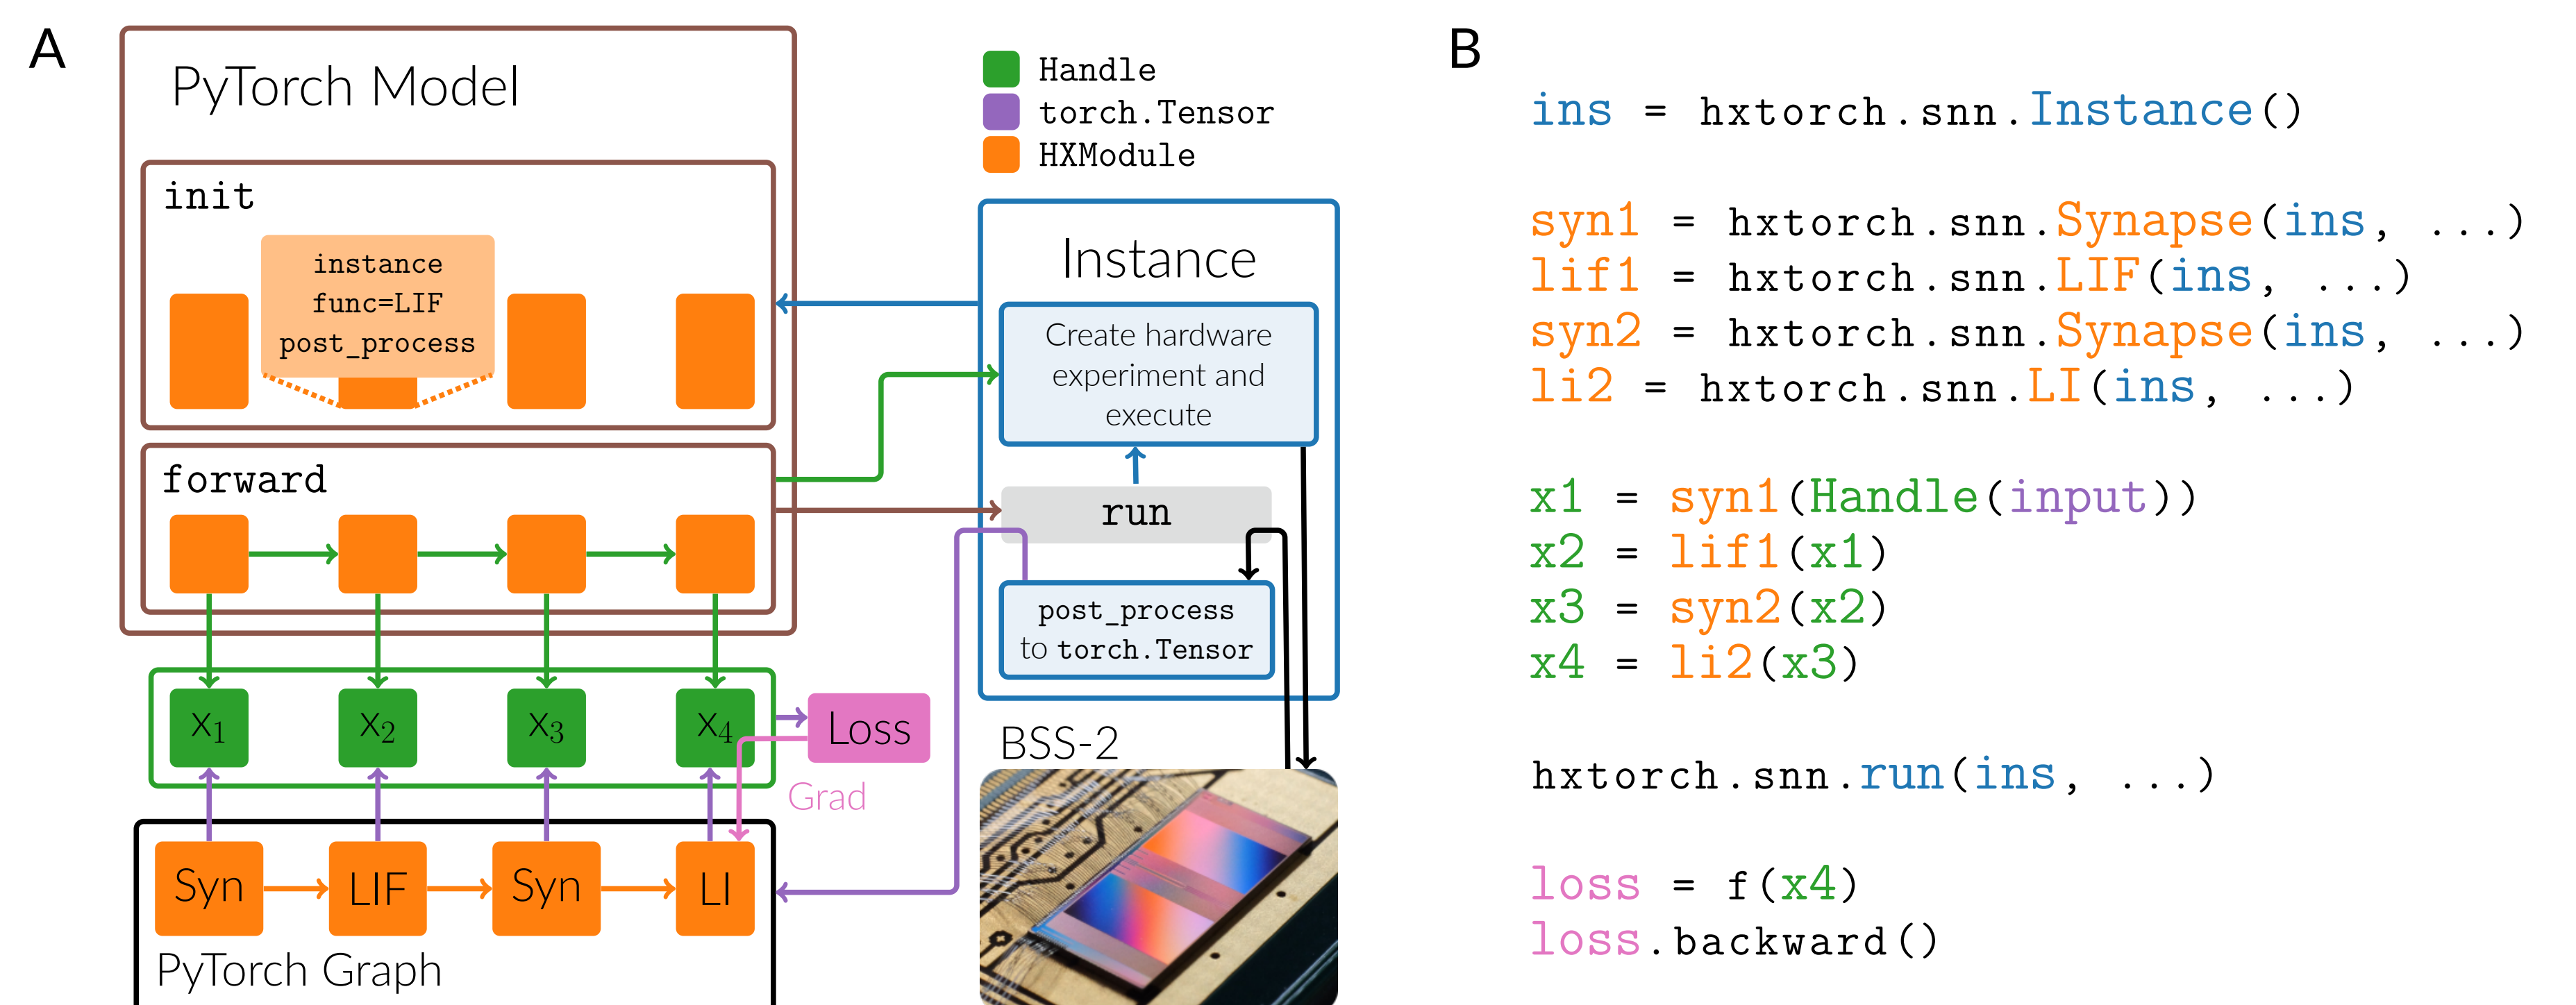 A
PyTorch Model
init
instance
func=LIF
post_process
forward
x1
x2
x3
x4
Loss
Grad
Syn
LIF
Syn
LI
PyTorch Graph
Handle
torch.Tensor
HXModule
Instance
Create hardware
experiment and
execute
run
post_process
to torch.Tensor
BSS-2
B
ins = hxtorch.snn.Instance()
syn1 = hxtorch.snn.Synapse(ins, ...)
lif1 = hxtorch.snn.LIF(ins, ...)
syn2 = hxtorch.snn.Synapse(ins, ...)
li2 = hxtorch.snn.LI(ins, ...)
x1 = syn1(Handle(input))
x2 = lif1(x1)
x3 = syn2(x2)
x4 = li2(x3)
hxtorch.snn.run(ins, ...)
loss = f(x4)
loss.backward()